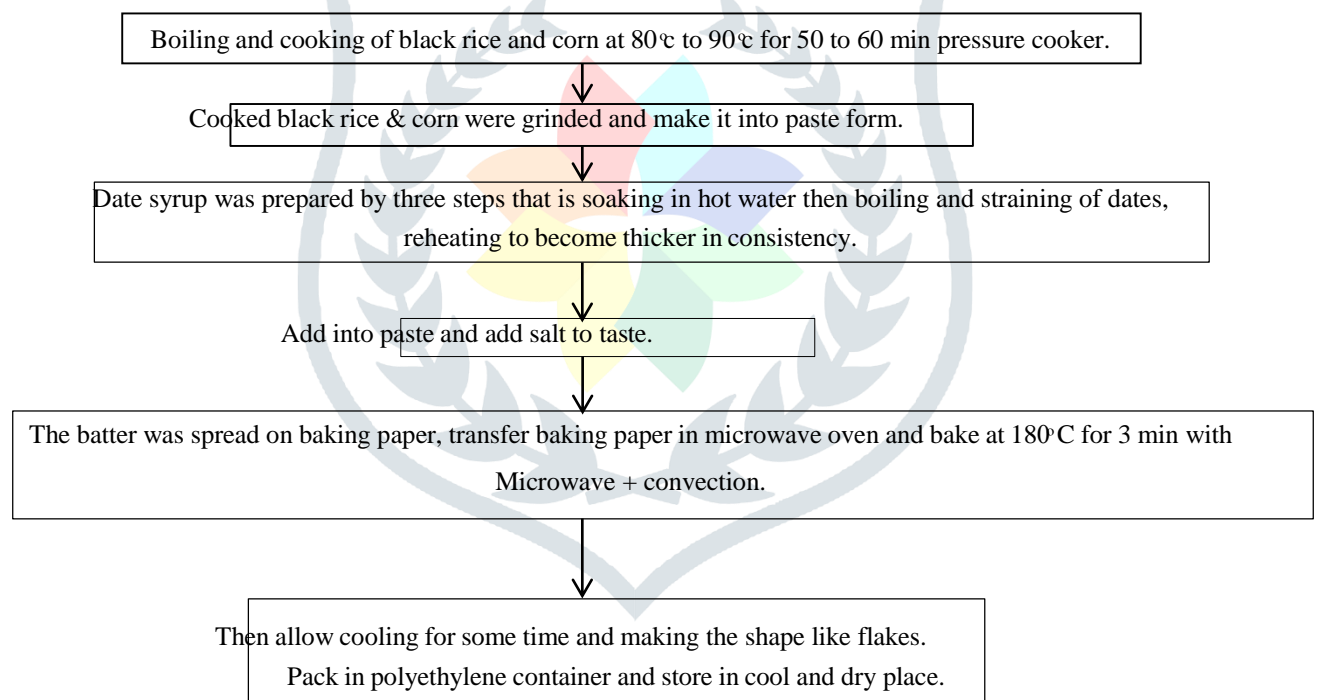 Boiling and cooking of black rice and corn at 80℃ to 90℃ for 50 to 60 min pressure cooker.
Cooked black rice & corn were grinded and make it into paste form.
Date syrup was prepared by three steps that is soaking in hot water then boiling and straining of dates,
reheating to become thicker in consistency.
Add into paste and add salt to taste.
The batter was spread on baking paper, transfer baking paper in microwave oven and bake at 180°C for 3 min with
Microwave + convection.
Then allow cooling for some time and making the shape like flakes.
Pack in polyethylene container and store in cool and dry place.